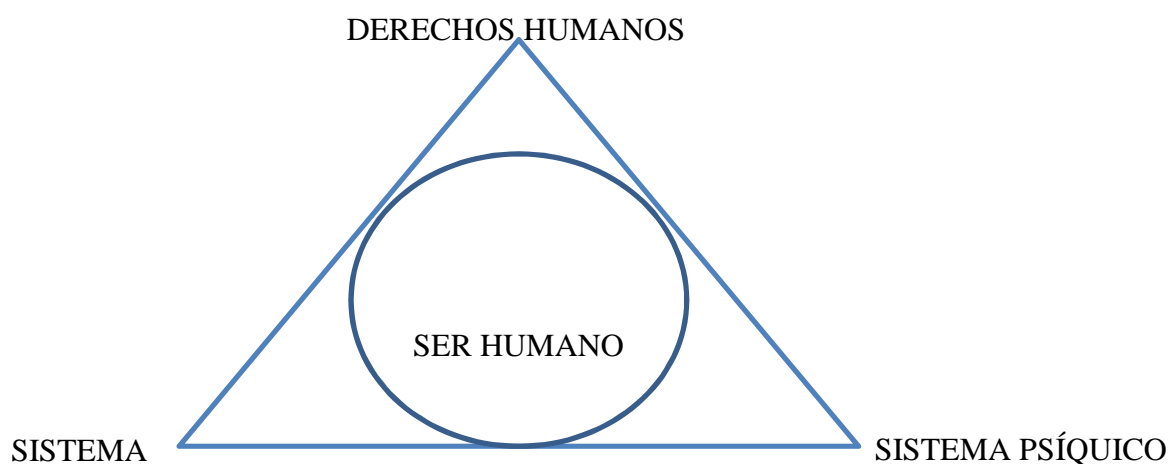 DERECHOS HUMANOS
SER HUMANO
SISTEMA
SISTEMA PSÍQUICO